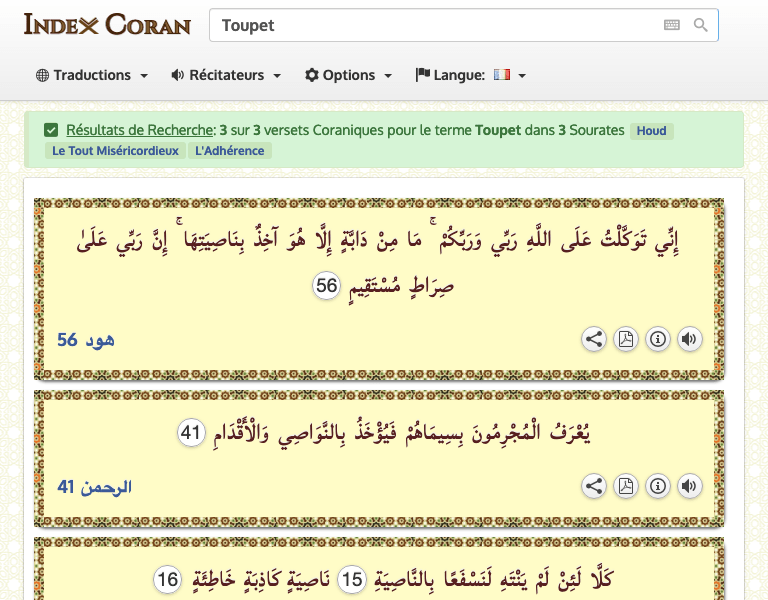 INDEX CORAN
Toupet
Traductions Récitateurs Options Langue:
Résultats de Recherche: 3 sur 3 versets Coraniques pour le terme Toupet dans 3 Sourates Houd
Le Tout Miséricordieux L'Adhérence
إِنِّي تَوَكَّلْتُ عَلَى اللَّهِ رَبِّي وَرَبِّكُمْ ۚ مَا مِنْ دَابَّةٍ إِلَّا هُوَ آخِذٌ بِنَاصِيَتِهَا ۚ إِنَّ رَبِّي عَلَىٰ
صِرَاطٍ مُسْتَقِيمٍ 56
هود 56
يُعْرَفُ الْمُجْرِمُونَ بِسِيمَاهُمْ فَيُؤْخَذُ بِالنَّوَاصِي وَالْأَقْدَامِ 41
الرحمن 41
كَلَّا لَئِنْ لَمْ يَنْتَهِ لَنَسْفَعًا بِالنَّاصِيَةِ 15 نَاصِيَةٍ كَاذِبَةٍ خَاطِئَةٍ 16